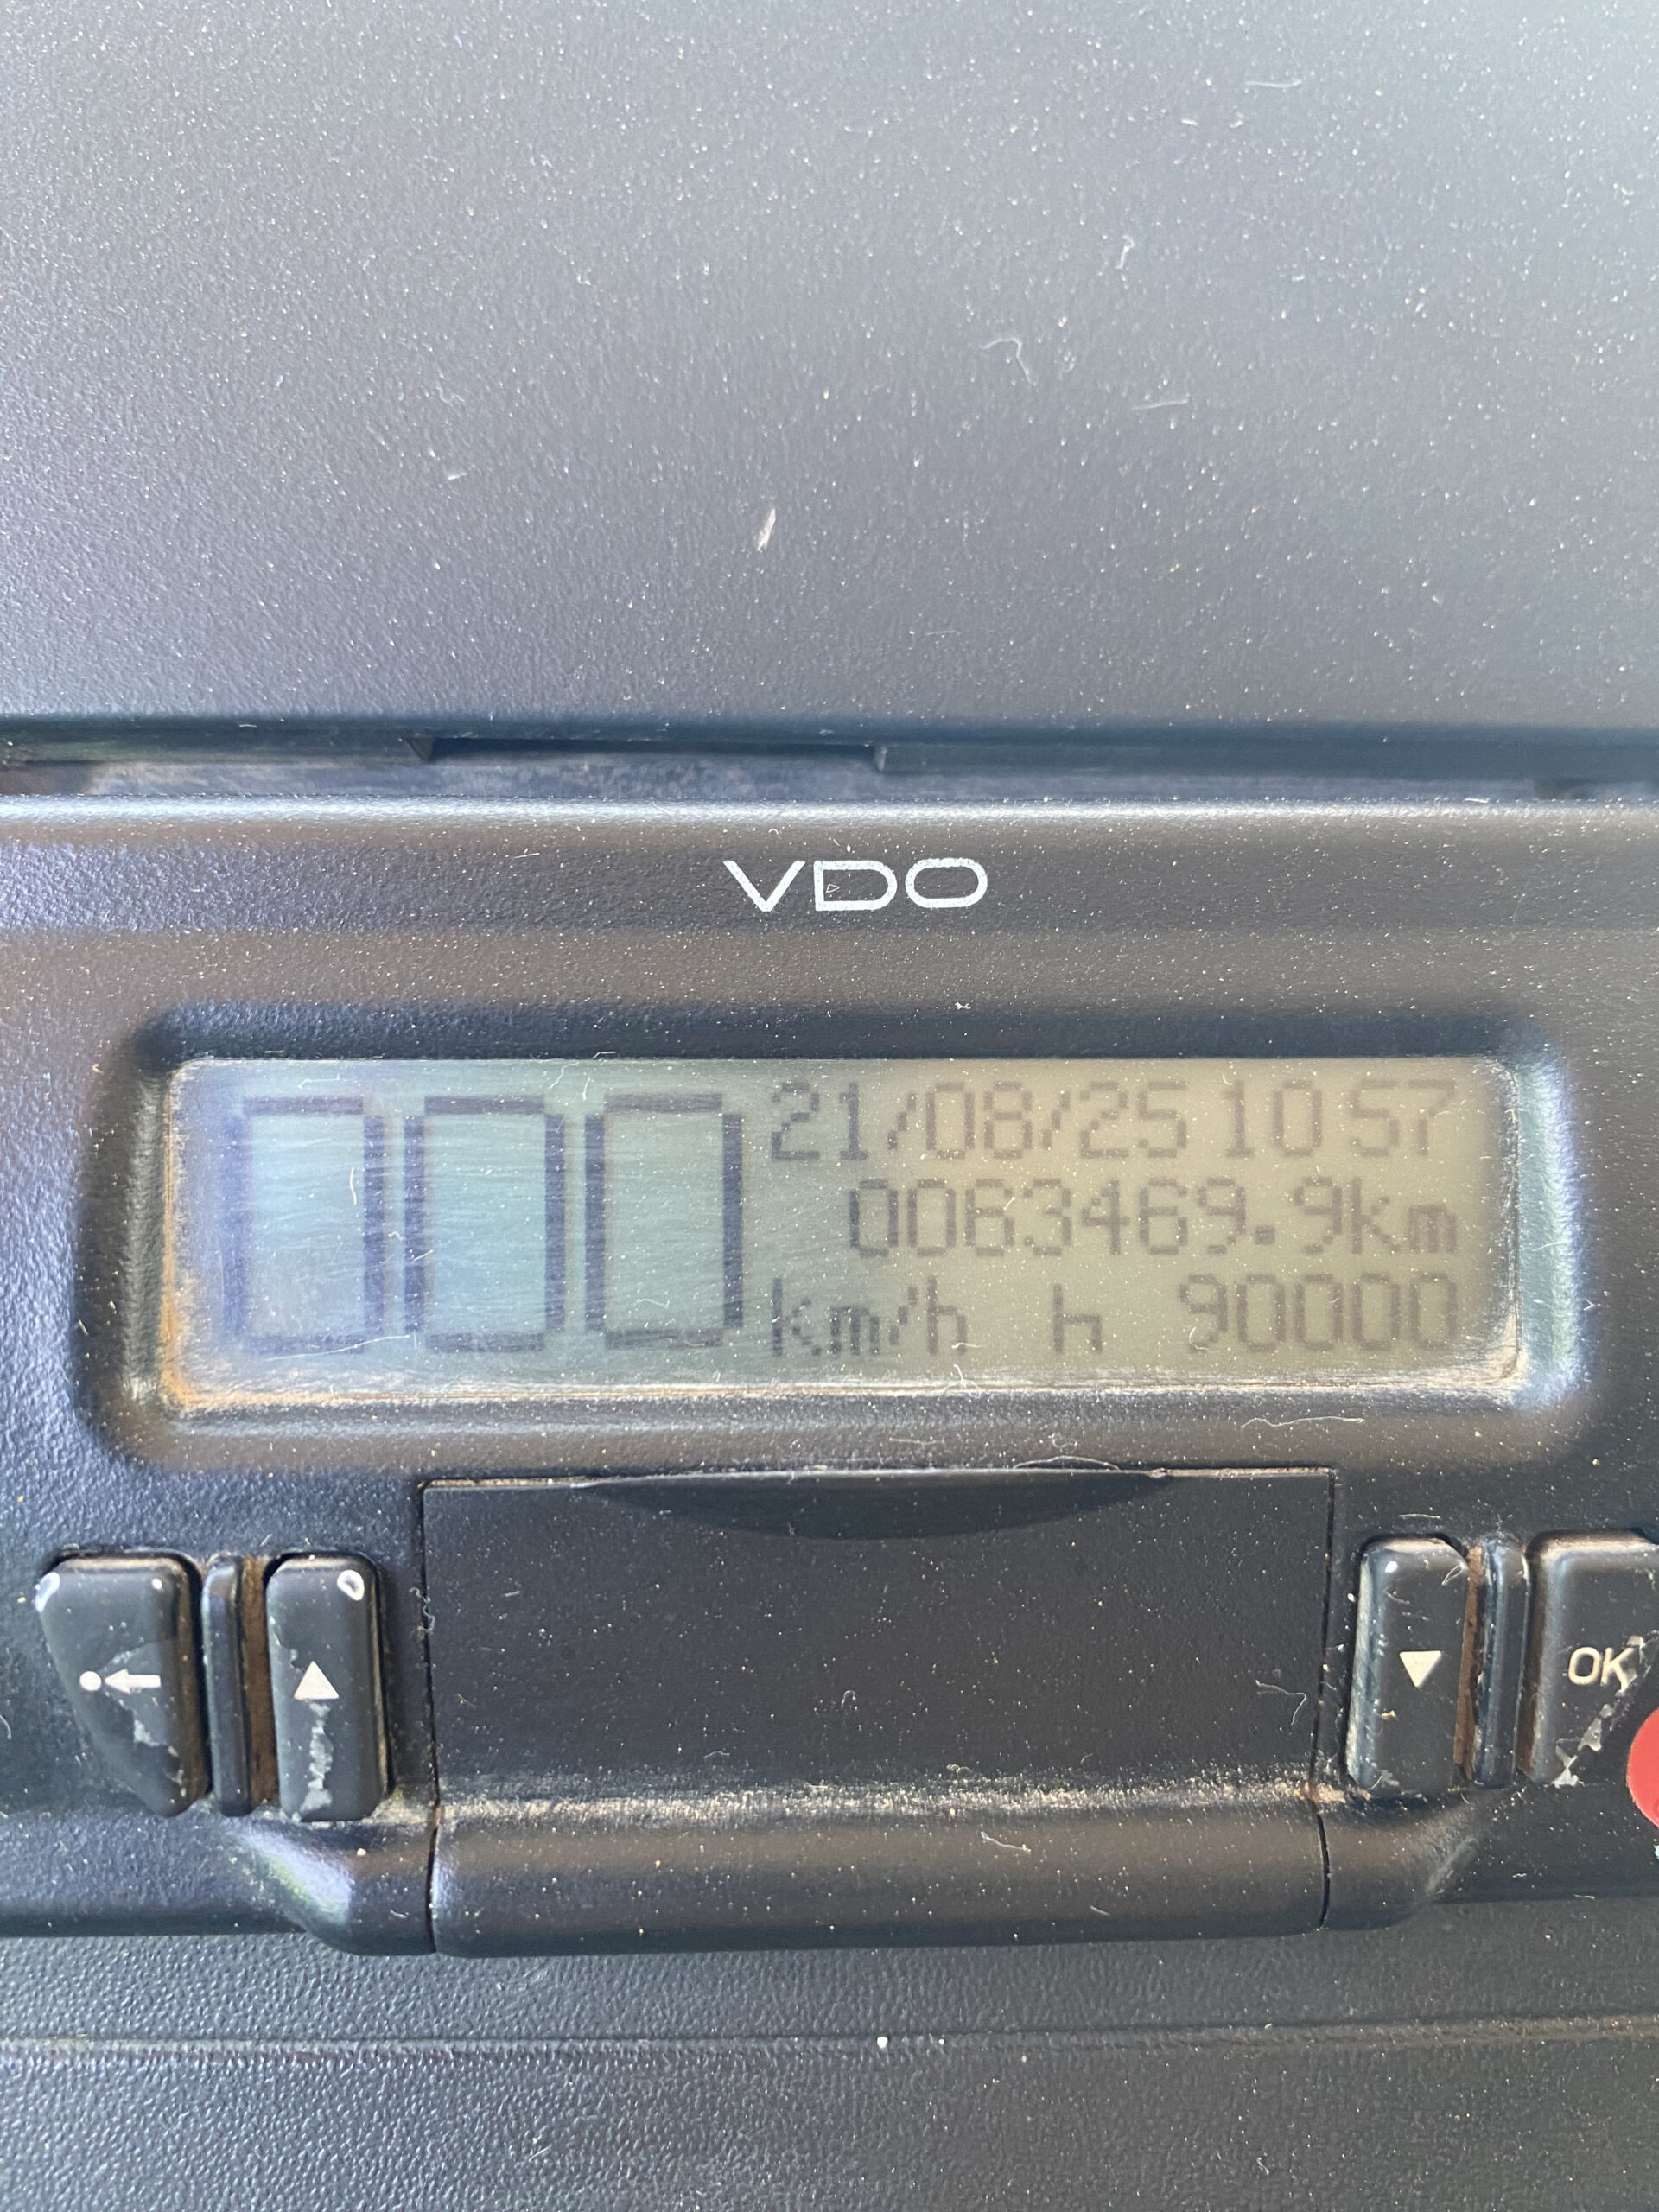 VDO
000
21/08/25 10 57
0063469.9km
km/h h 90000
OK